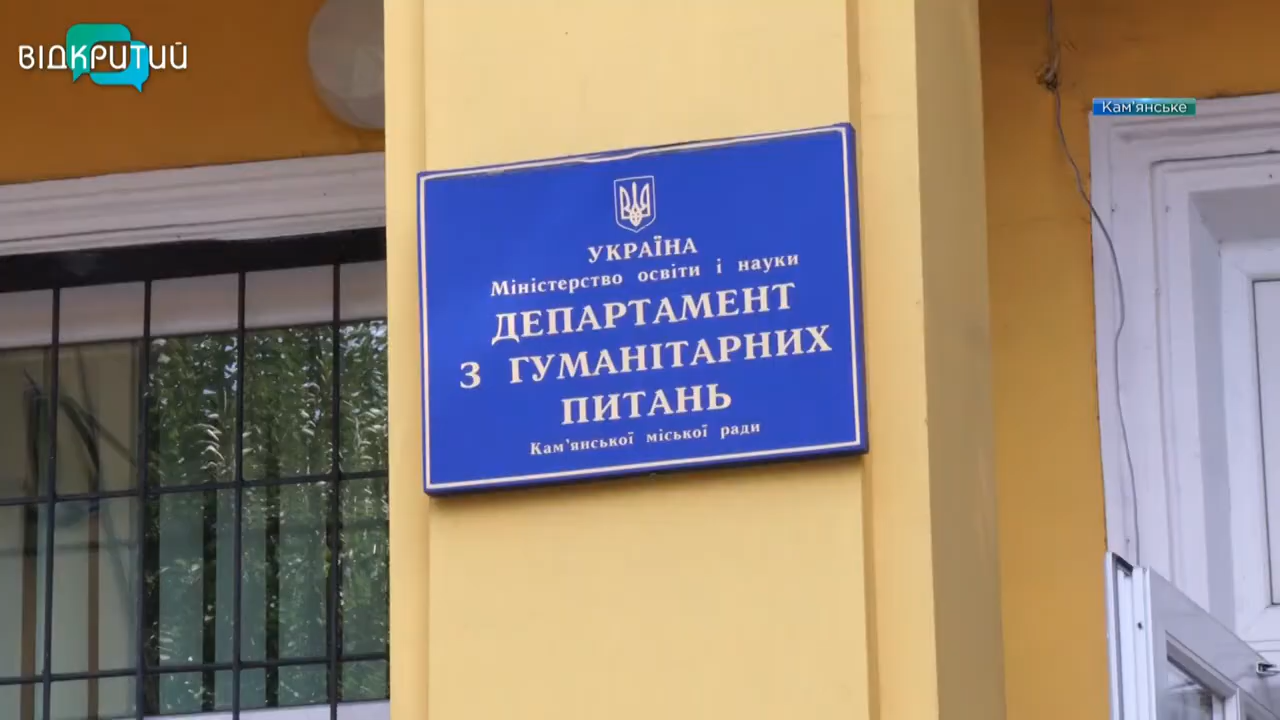 ВІДКРИТИЙ
Кам'янське
УКРАЇНА
Міністерство освіти і науки
ДЕПАРТАМЕНТ
З ГУМАНІТАРНИХ
ПИТАНЬ
Кам'янської міської ради